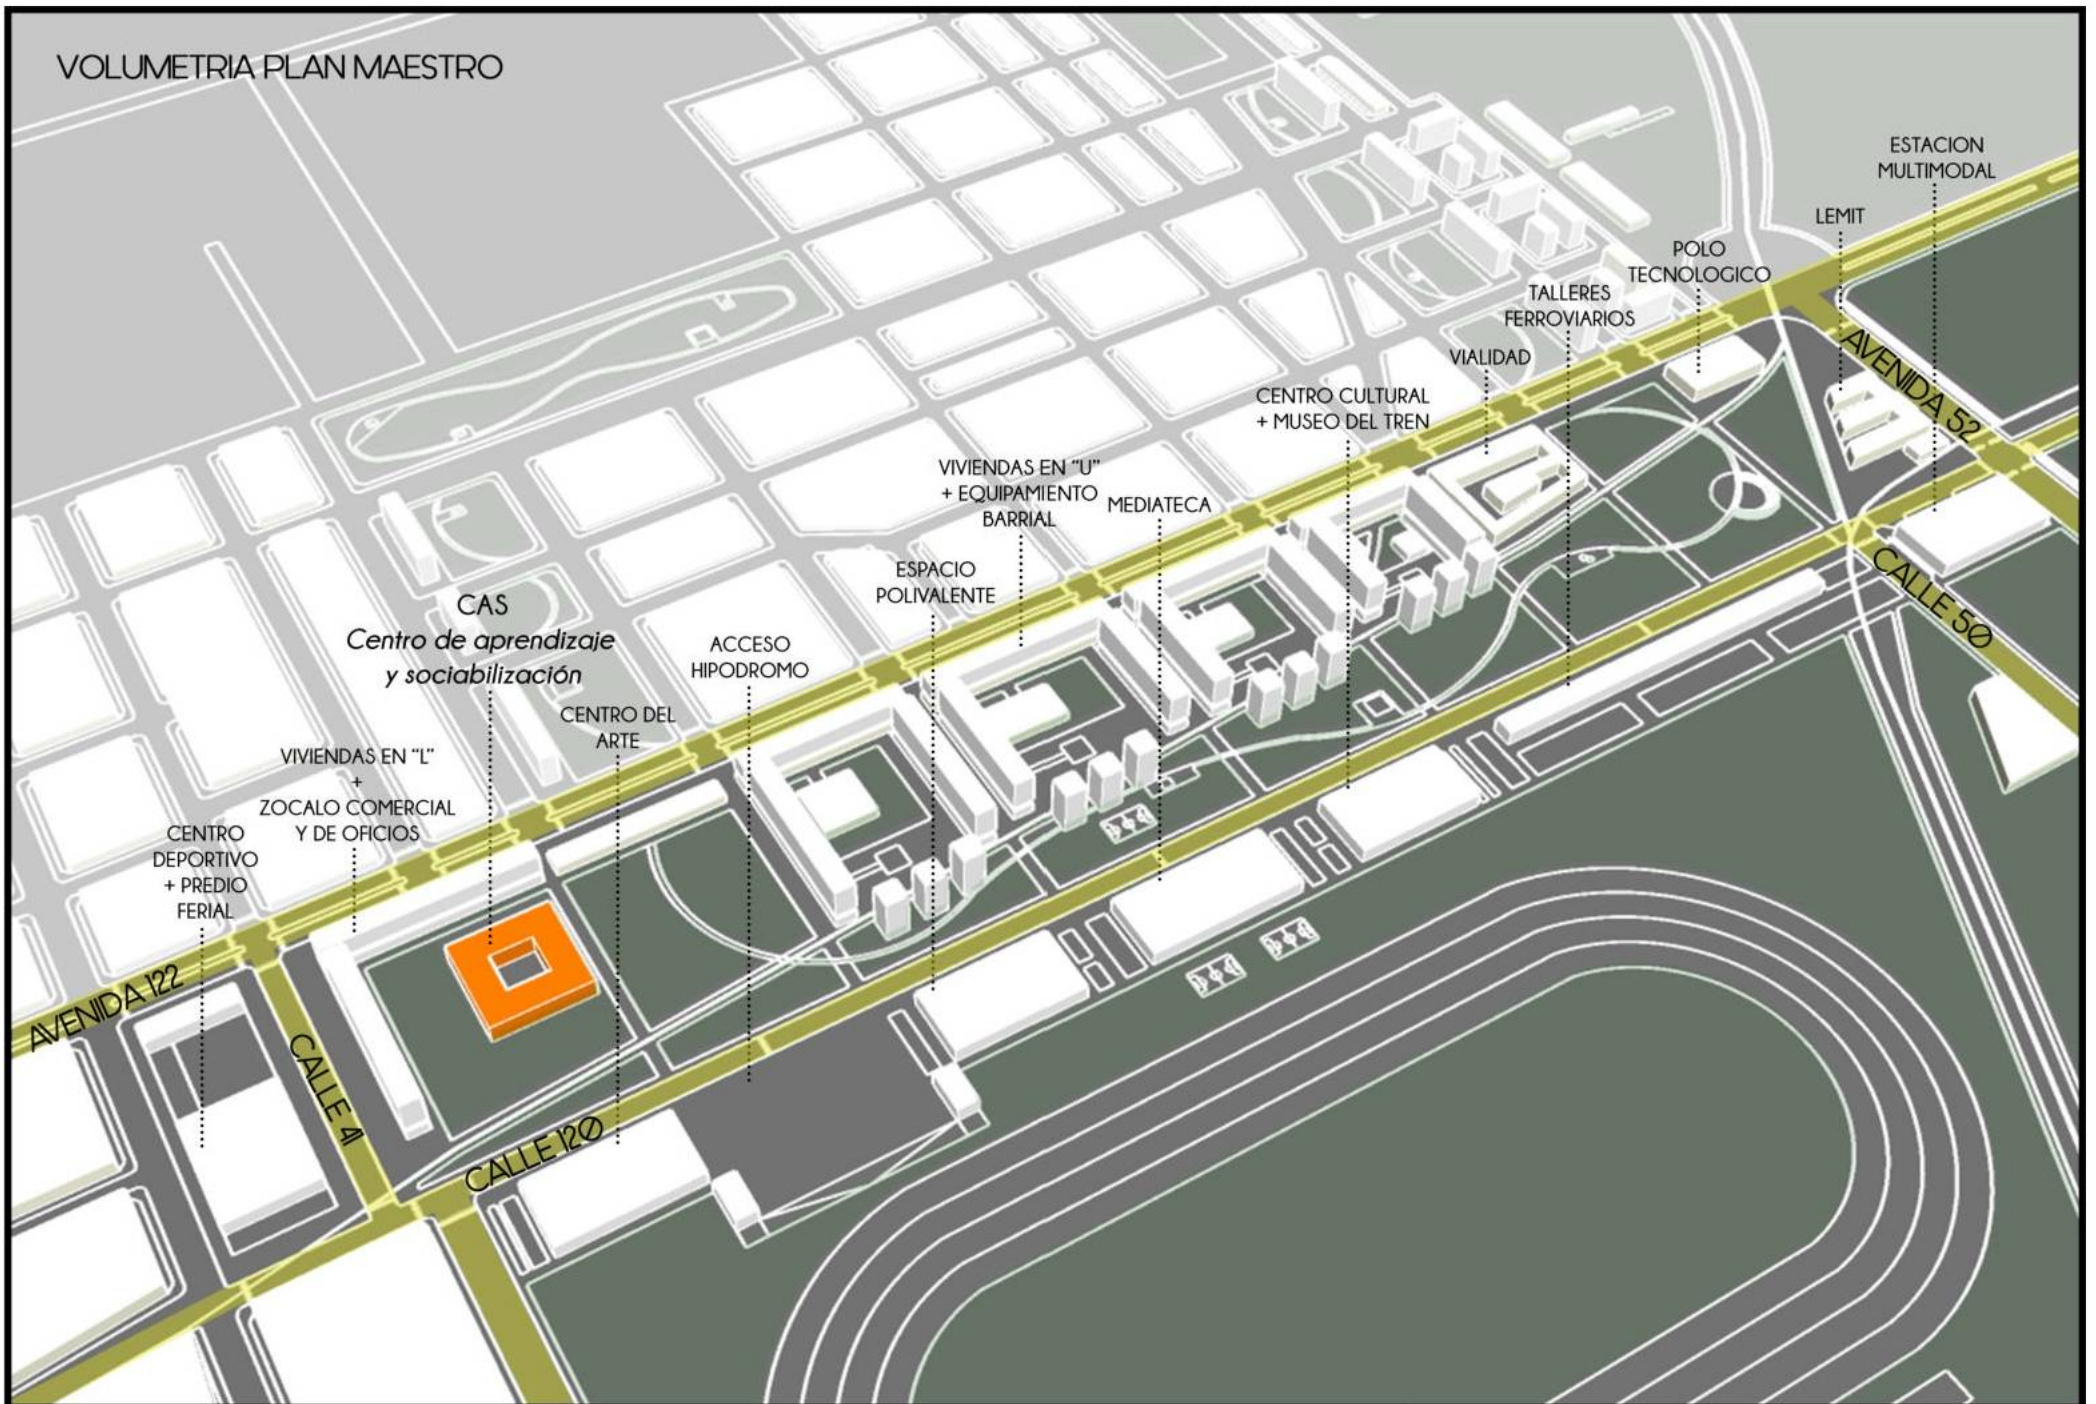 VOLUMETRIA PLAN MAESTRO
ESTACION
MULTIMODAL
LEMIT
POLO
TECNOLOGICO
TALLERES
FERROVIARIOS
VIALIDAD
CENTRO CULTURAL
+ MUSEO DEL TREN
VIVIENDAS EN "U"
+ EQUIPAMIENTO
BARRIAL
MEDIATECA
ESPACIO
POLIVALENTE
CAS
Centro de aprendizaje
y sociabilización
ACCESO
HIPODROMO
CENTRO DEL
ARTE
VIVIENDAS EN "L"
+
ZOCALO COMERCIAL
Y DE OFICIOS
CENTRO
DEPORTIVO
+ PREDIO
FERIAL
AVENIDA 52
CALLE 50
AVENIDA 122
CALLE 41
CALLE 120